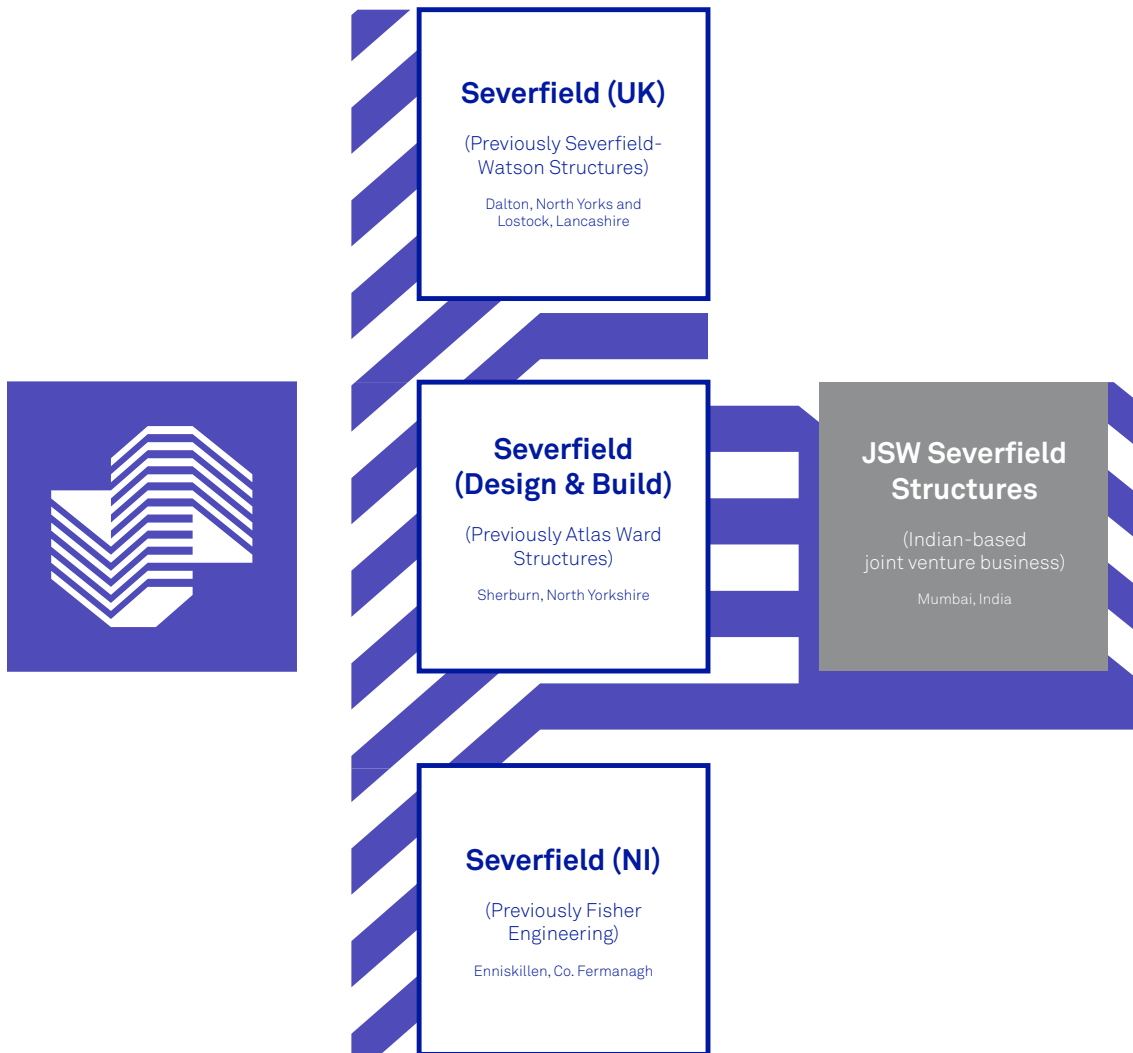 Severfield (UK)
(Previously Severfield-
Watson Structures)
Dalton, North Yorks and
Lostock, Lancashire
Severfield
(Design & Build)
(Previously Atlas Ward
Structures)
Sherburn, North Yorkshire
JSW Severfield
Structures
(Indian-based
joint venture business)
Mumbai, India
Severfield (NI)
(Previously Fisher
Engineering)
Enniskillen, Co. Fermanagh